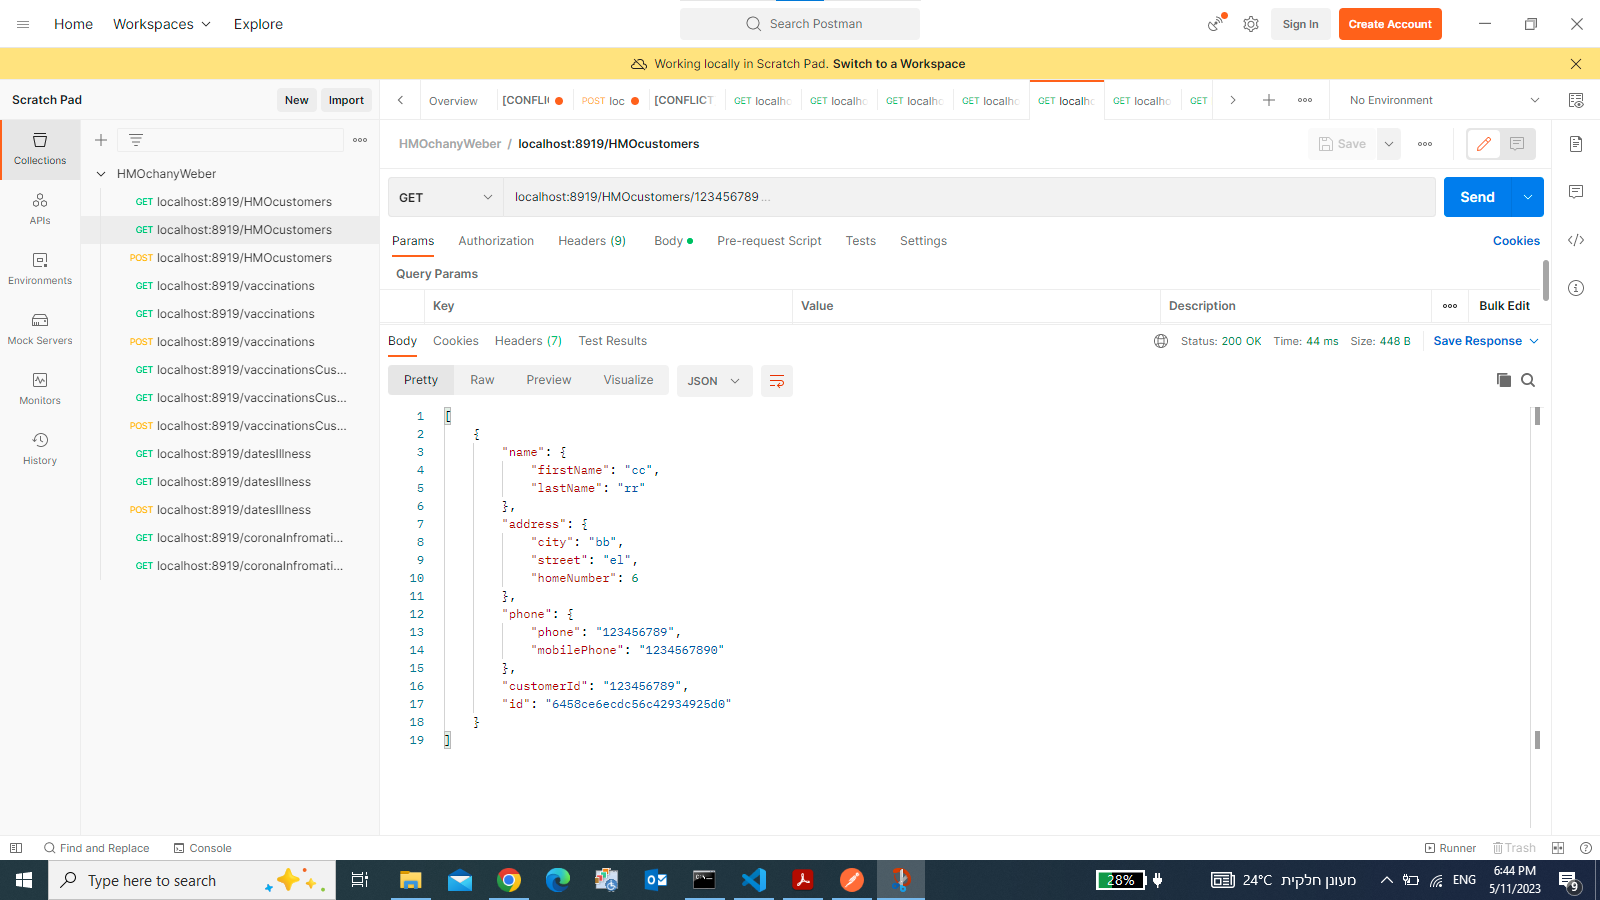 Home Workspaces Explore Search Postman Sign In Create Account
Working locally in Scratch Pad. Switch to a Workspace
Scratch Pad New Import
Overview [CONFLI POST loc [CONFLICT GET localho GET localho GET localho GET localho GET localho GET localho GET No Environment
HMOchanyWeber / localhost:8919/HMOcustomers Save
GET localhost:8919/HMOcustomers/123456789 ... Send
Params Authorization Headers (9) Body Pre-request Script Tests Settings Cookies
Query Params
Key Value Description Bulk Edit
Body Cookies Headers (7) Test Results Status: 200 OK Time: 44 ms Size: 448 B Save Response
Pretty Raw Preview Visualize JSON
Collections
APIs
Environments
Mock Servers
Monitors
History
HMOchanyWeber
GET localhost:8919/HMOcustomers
GET localhost:8919/HMOcustomers
POST localhost:8919/HMOcustomers
GET localhost:8919/vaccinations
GET localhost:8919/vaccinations
POST localhost:8919/vaccinations
GET localhost:8919/vaccinationsCus...
GET localhost:8919/vaccinationsCus...
POST localhost:8919/vaccinationsCus...
GET localhost:8919/datesIllness
GET localhost:8919/datesIllness
POST localhost:8919/datesIllness
GET localhost:8919/coronaInfromati...
GET localhost:8919/coronaInfromati...
1 [
2 {
3 "name": {
4 "firstName": "cc",
5 "lastName": "rr"
6 },
7 "address": {
8 "city": "bb",
9 "street": "el",
10 "homeNumber": 6
11 },
12 "phone": {
13 "phone": "123456789",
14 "mobilePhone": "1234567890"
15 },
16 "customerId": "123456789",
17 "id": "6458ce6ecdc56c42934925d0"
18 }
19 ]
Find and Replace Console Runner Trash
Type here to search 28% 24°C מעונן חלקית ENG 6:44 PM
5/11/2023 9